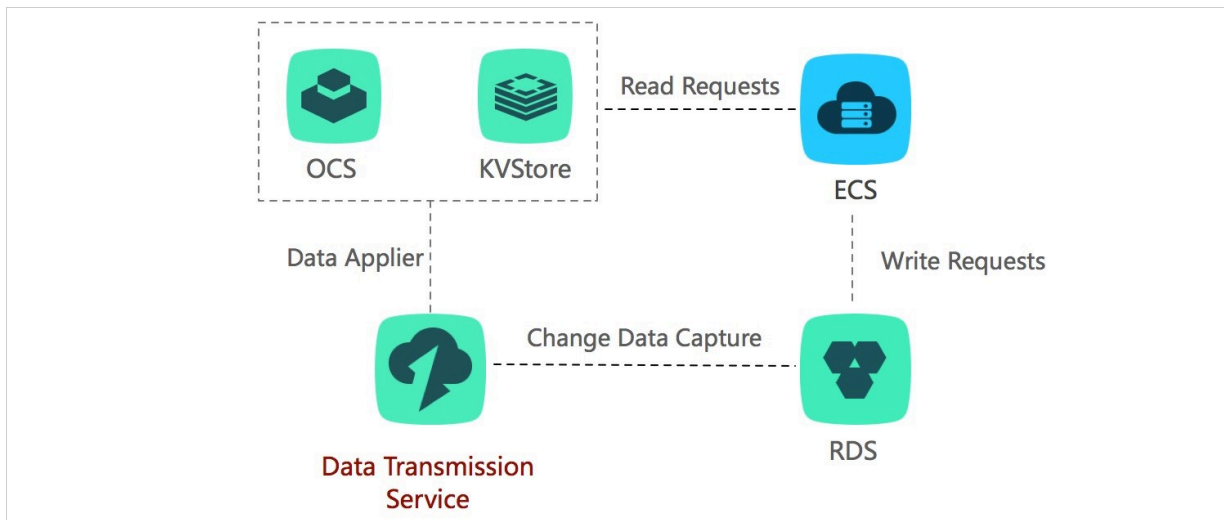 Read Requests
OCS
KVStore
ECS
Data Applier
Write Requests
Change Data Capture
RDS
Data Transmission
Service